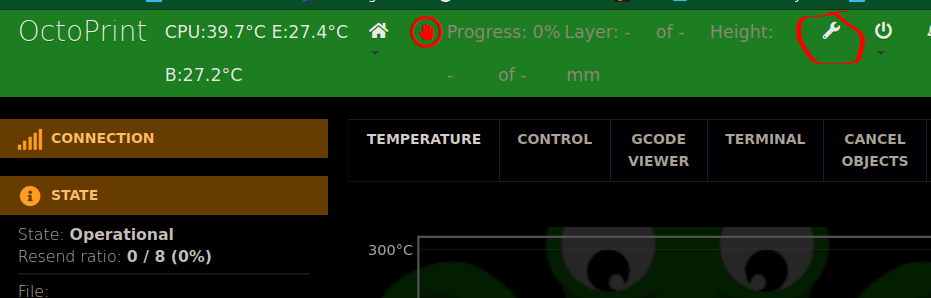 OctoPrint CPU:39.7°C E:27.4°C Progress: 0% Layer: - of - Height:
B:27.2°C - of - mm
CONNECTION
TEMPERATURE CONTROL GCODE VIEWER TERMINAL CANCEL OBJECTS
STATE
State: Operational
Resend ratio: 0 / 8 (0%)
300°C
File: